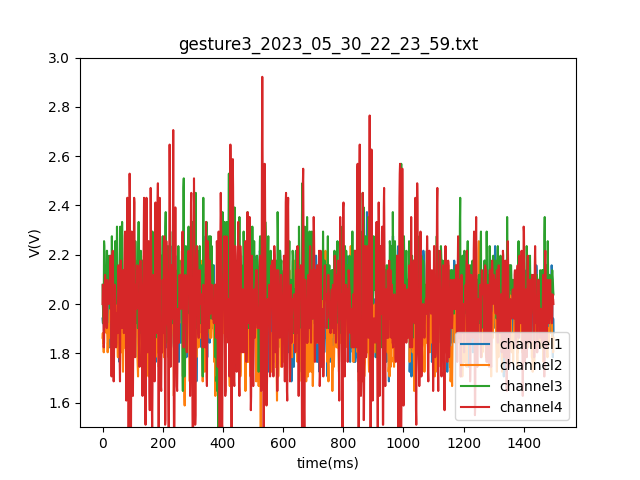 gesture3_2023_05_30_22_23_59.txt
3.0
2.8
2.6
2.4
2.2
2.0
1.8
1.6
V(V)
channel1
channel2
channel3
channel4
0 200 400 600 800 1000 1200 1400
time(ms)